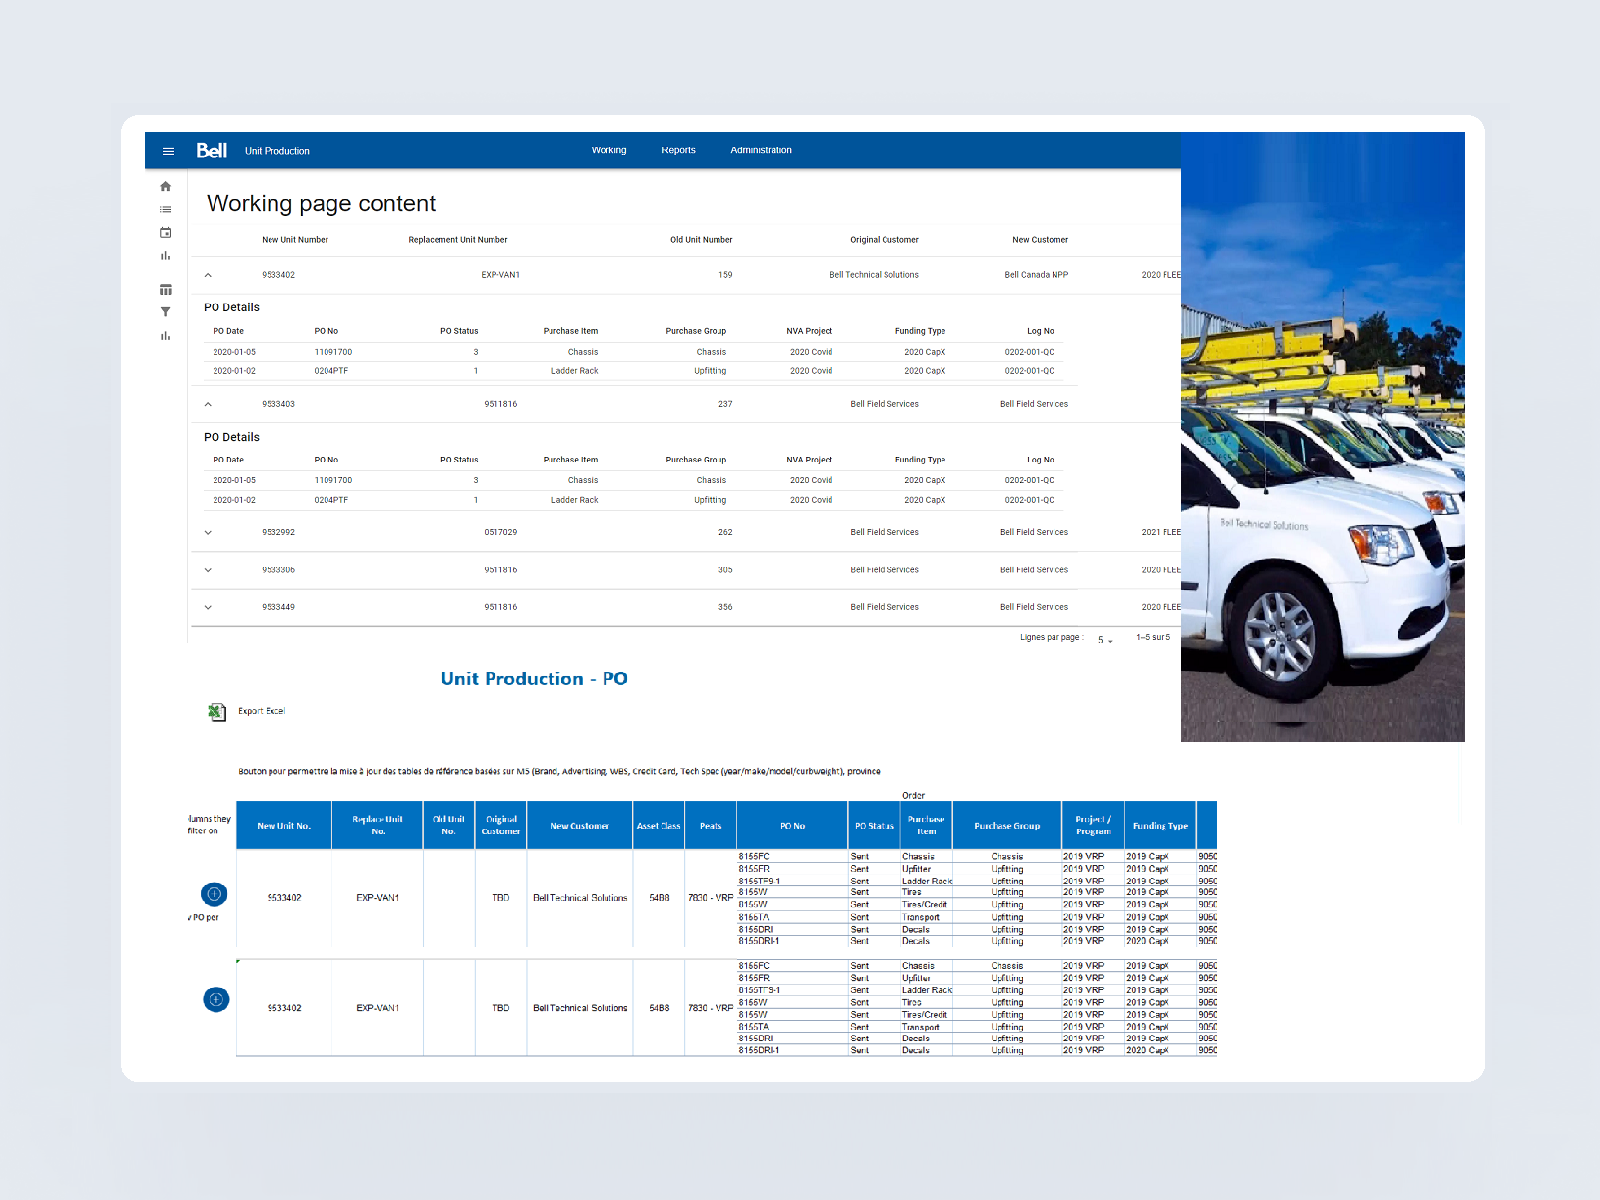 Bell Unit Production Working Reports Administration
Working page content
New Unit Number Replacement Unit Number Old Unit Number Original Customer New Customer
9533402 EXP-VAN1 159 Bell Technical Solutions Bell Canada NPP 2020 FLEE
PO Details
PO Date PO No PO Status Purchase Item Purchase Group NVA Project Funding Type Log No
2020-01-05 11091700 3 Chassis Chassis 2020 Covid 2020 CapX 0202-001-QC
2020-01-02 0204PTF 1 Ladder Rack Upfitting 2020 Covid 2020 CapX 0202-001-QC
9533403 9511816 237 Bell Field Services Bell Field Services
PO Details
PO Date PO No PO Status Purchase Item Purchase Group NVA Project Funding Type Log No
2020-01-05 11091700 3 Chassis Chassis 2020 Covid 2020 CapX 0202-001-QC
2020-01-02 0204PTF 1 Ladder Rack Upfitting 2020 Covid 2020 CapX 0202-001-QC
9532992 0517029 262 Bell Field Services Bell Field Services 2021 FLEE
9533306 9511816 305 Bell Field Services Bell Field Services 2020 FLEE
9533449 9511816 356 Bell Field Services Bell Field Services 2020 FLEE
Lignes par page : 5 1-5 sur 5
Bell Technical Solutions
Unit Production - PO
Export Excel
Bouton pour permettre la mise à jour des tables de référence basées sur M5 (Brand, Advertising, WBS, Credit Card, Tech Spec (year/make/model/curbweight), province
Order
lumns they
filter on
New Unit No. Replace Unit No. Old Unit No. Original Customer New Customer Asset Class Peats PO No PO Status Purchase Item Purchase Group Project / Program Funding Type
8155FC Sent Chassis Chassis 2019 VRP 2019 CapX 9050
8155FR Sent Upfitter Upfitting 2019 VRP 2019 CapX 9050
8155TFS-1 Sent Ladder Rack Upfitting 2019 VRP 2019 CapX 9050
8155W Sent Tires Upfitting 2019 VRP 2019 CapX 9050
9533402 EXP-VAN1 TBD Bell Technical Solutions 54B8 7830 - VRP
8155W Sent Tires/Credit Upfitting 2019 VRP 2019 CapX 9050
8155TA Sent Transport Upfitting 2019 VRP 2019 CapX 9050
8155DRI Sent Decals Upfitting 2019 VRP 2019 CapX 9050
8155DRI-1 Sent Decals Upfitting 2019 VRP 2020 CapX 9050
PO per
8155FC Sent Chassis Chassis 2019 VRP 2019 CapX 9050
8155FR Sent Upfitter Upfitting 2019 VRP 2019 CapX 9050
8155TFS-1 Sent Ladder Rack Upfitting 2019 VRP 2019 CapX 9050
8155W Sent Tires Upfitting 2019 VRP 2019 CapX 9050
9533402 EXP-VAN1 TBD Bell Technical Solutions 54B8 7830 - VRP
8155W Sent Tires/Credit Upfitting 2019 VRP 2019 CapX 9050
8155TA Sent Transport Upfitting 2019 VRP 2019 CapX 9050
8155DRI Sent Decals Upfitting 2019 VRP 2019 CapX 9050
8155DRI-1 Sent Decals Upfitting 2019 VRP 2020 CapX 9050